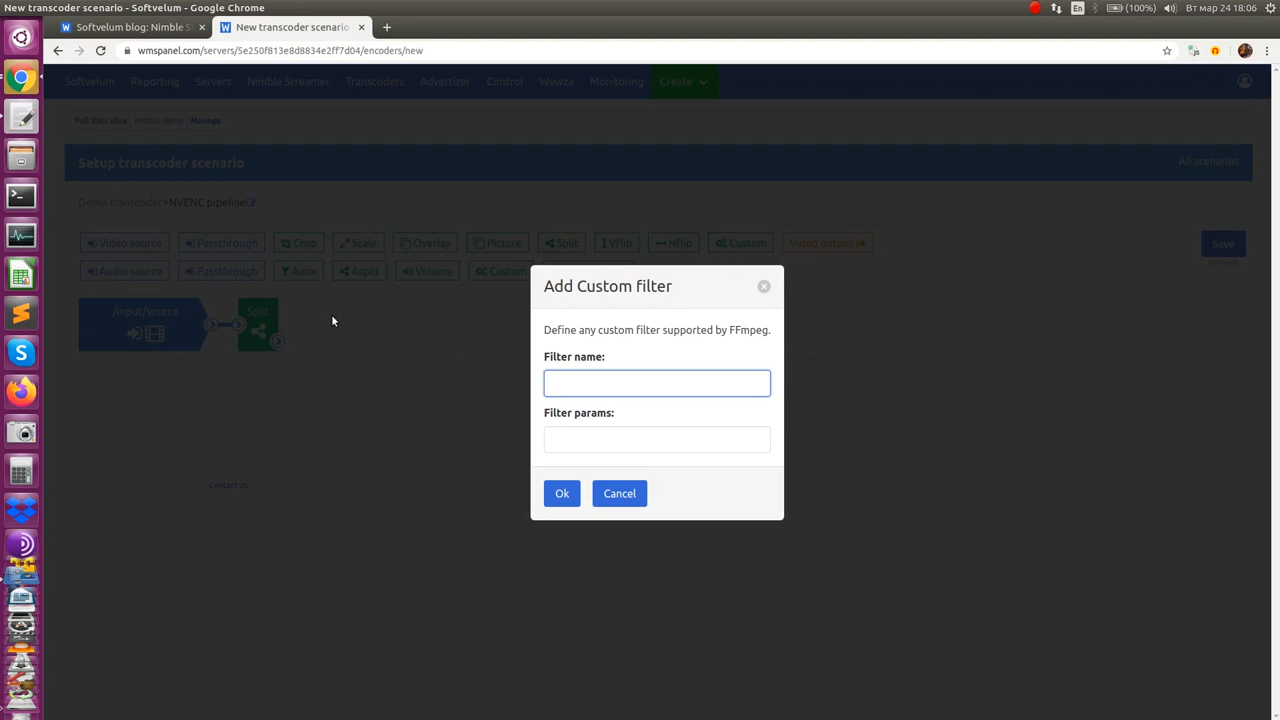 New transcoder scenario - Softvelum - Google Chrome
En (100%) Вт мар 24 18:06
Softvelum blog: Nimble S
New transcoder scenario
wmspanel.com/servers/5e250f813e8d8834e2ff7d04/encoders/new
Softvelum Reporting Servers Nimble Streamer Transcoders Advertizer Control Wowza Monitoring Create
Full data slice Nimble demo Manage
Setup transcoder scenario All scenarios
Demo transcoder NVENC pipeline
Video source Passthrough Crop Scale Overlay Picture Split Vflip Hflip Custom Video output Save
Audio source Passthrough Amix Asplit Volume Custom
/input/source Split
Add Custom filter
Define any custom filter supported by FFmpeg.
Filter name:
Filter params:
Ok Cancel
Contact us